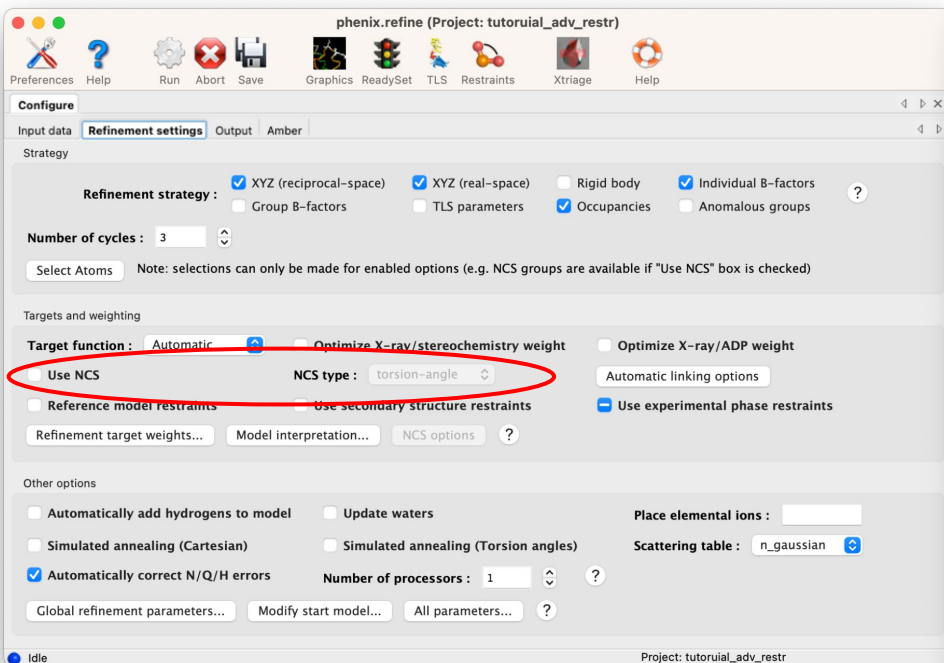 phenix.refine (Project: tutoruial_adv_restr)
Preferences Help Run Abort Save Graphics ReadySet TLS Restraints Xtriage Help
Configure
Input data Refinement settings Output Amber
Strategy
Refinement strategy : XYZ (reciprocal-space) XYZ (real-space) Rigid body Individual B-factors ?
Group B-factors TLS parameters Occupancies Anomalous groups
Number of cycles : 3
Select Atoms Note: selections can only be made for enabled options (e.g. NCS groups are available if "Use NCS" box is checked)
Targets and weighting
Target function : Automatic Optimize X-ray/stereochemistry weight Optimize X-ray/ADP weight
Use NCS NCS type : torsion-angle Automatic linking options
Reference model restraints Use secondary structure restraints Use experimental phase restraints
Refinement target weights... Model interpretation... NCS options ?
Other options
Automatically add hydrogens to model Update waters Place elemental ions :
Simulated annealing (Cartesian) Simulated annealing (Torsion angles) Scattering table : n_gaussian
Automatically correct N/Q/H errors Number of processors : 1 ?
Global refinement parameters... Modify start model... All parameters... ?
Idle Project: tutoruial_adv_restr